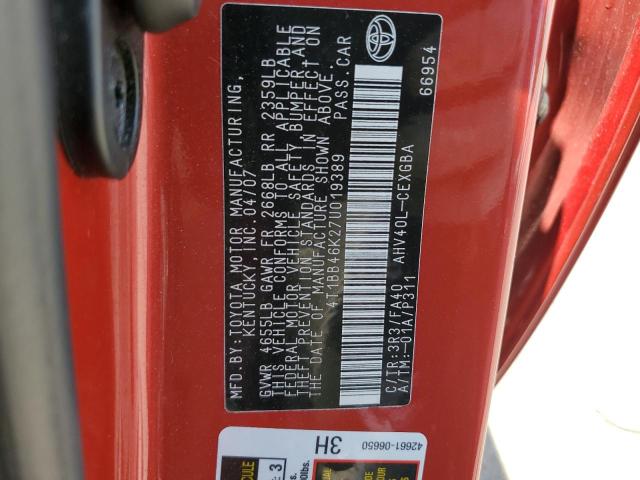 MFD.BY:TOYOTA MOTOR MANUFACTURING,
KENTUCKY,INC. 04/07
GVWR 4655LB GAWR FR 2668LB RR 2359LB
THIS VEHICLE CONFORMS TO ALL APPLICABLE
FEDERAL MOTOR VEHICLE SAFETY,BUMPER,AND
THEFT PREVENTION STANDARDS IN EFFECT ON
THE DATE OF MANUFACTURE SHOWN ABOVE.
4T1BB46K27U019389 PASS.CAR
C/TR:3R3/FA40 AHV40L-CEXGBA
A/TM:-01A/P311 66954
42661-06650
3H
3